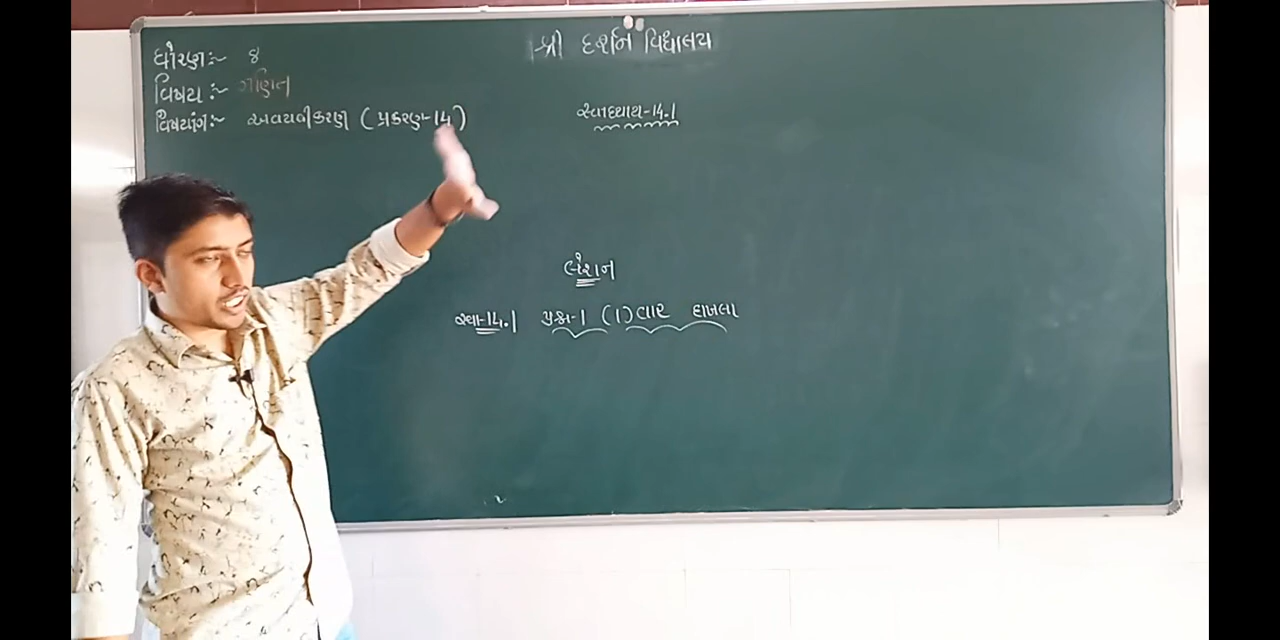 શ્રી દર્શન વિધાલય
ધોરણ:~ ૪
વિષય:~ ગણિત
વિષયાંગ:~ અવયવીકરણ (પ્રકરણ-14)
સ્વાધ્યાય-14.1
લેશન
સ્વા-14.1 પ્રશ્ન-1 (1) વાર દાખલા